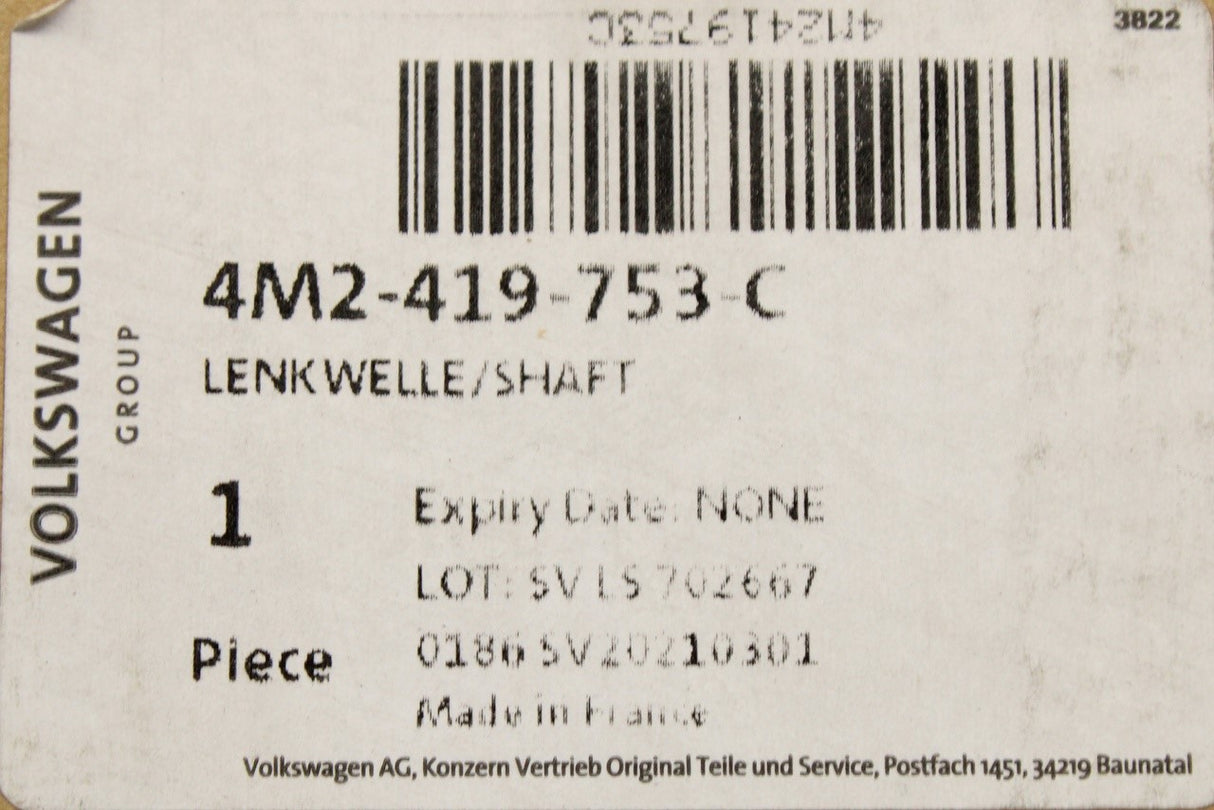 4M2419753C
3822
VOLKSWAGEN
GROUP
4M2-419-753-C
LENKWELLE/SHAFT
1 Expiry Date: NONE
LOT: SV LS 702667
Piece 0186 SV20210301
Made in France
Volkswagen AG, Konzern Vertrieb Original Teile und Service, Postfach 1451, 34219 Baunatal